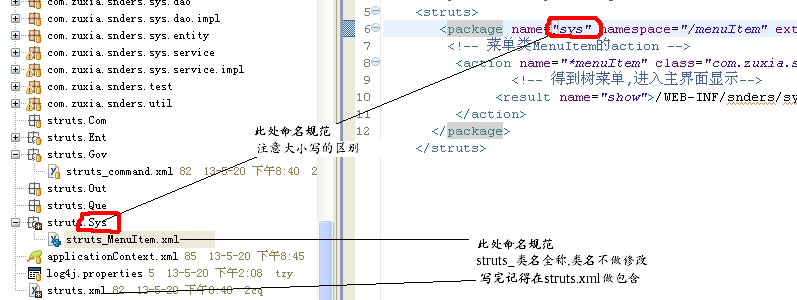 com.zuxia.snders.sys.dao
com.zuxia.snders.sys.dao.impl
com.zuxia.snders.sys.entity
com.zuxia.snders.sys.service
com.zuxia.snders.sys.service.impl
com.zuxia.snders.test
com.zuxia.snders.util
struts.Com
struts.Ent
struts.Gov
struts_command.xml 82 13-5-20 下午8:40 2
struts.Out
struts.Que
struts.Sys
struts_MenuItem.xml
applicationContext.xml 85 13-5-20 下午8:45
log4j.properties 5 13-5-20 下午2:08 tzy
struts.xml 82 13-5-20 下午8:40 2cq
此处命名规范
注意大小写的区别
5 <struts>
6 <package name="sys" namespace="/menuItem" ext
7 <!-- 菜单类MenuItem的action -->
8 <action name="*menuItem" class="com.zuxia.snde
9 <!-- 得到树菜单,进入主界面显示-->
10 <result name="show">/WEB-INF/snders/sy
11 </action>
12 </package>
</struts>
此处命名规范
struts_类名全称,类名不做修改
写完记得在struts.xml做包含